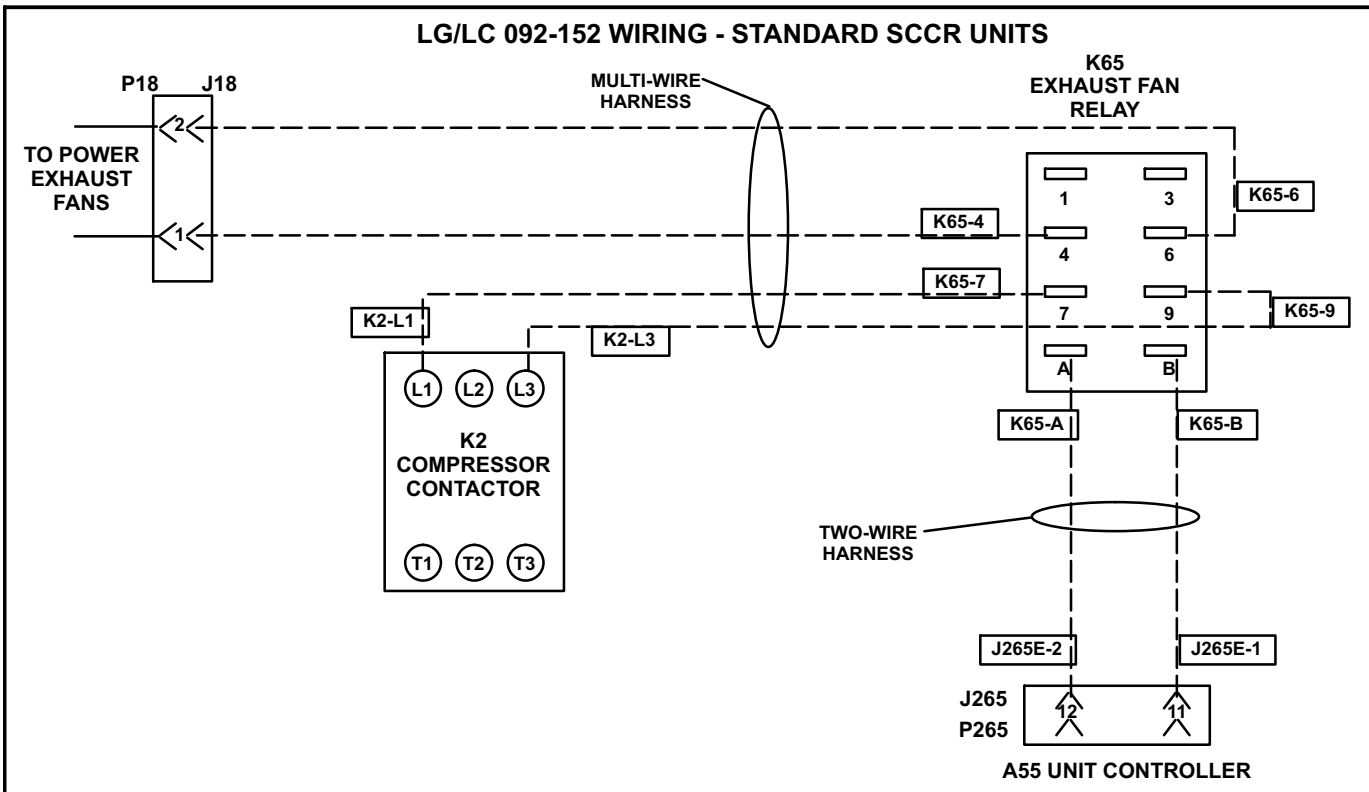 LG/LC 092-152 WIRING - STANDARD SCCR UNITS
K65
EXHAUST FAN
RELAY
MULTI-WIRE
HARNESS
P18 J18
2
TO POWER
EXHAUST
FANS
1
1 3
K65-6
K65-4
4 6
K65-7
7 9
K65-9
K2-L1
K2-L3
A B
L1 L2 L3
K2
COMPRESSOR
CONTACTOR
T1 T2 T3
K65-A K65-B
TWO-WIRE
HARNESS
J265E-2 J265E-1
J265
P265
12 11
A55 UNIT CONTROLLER